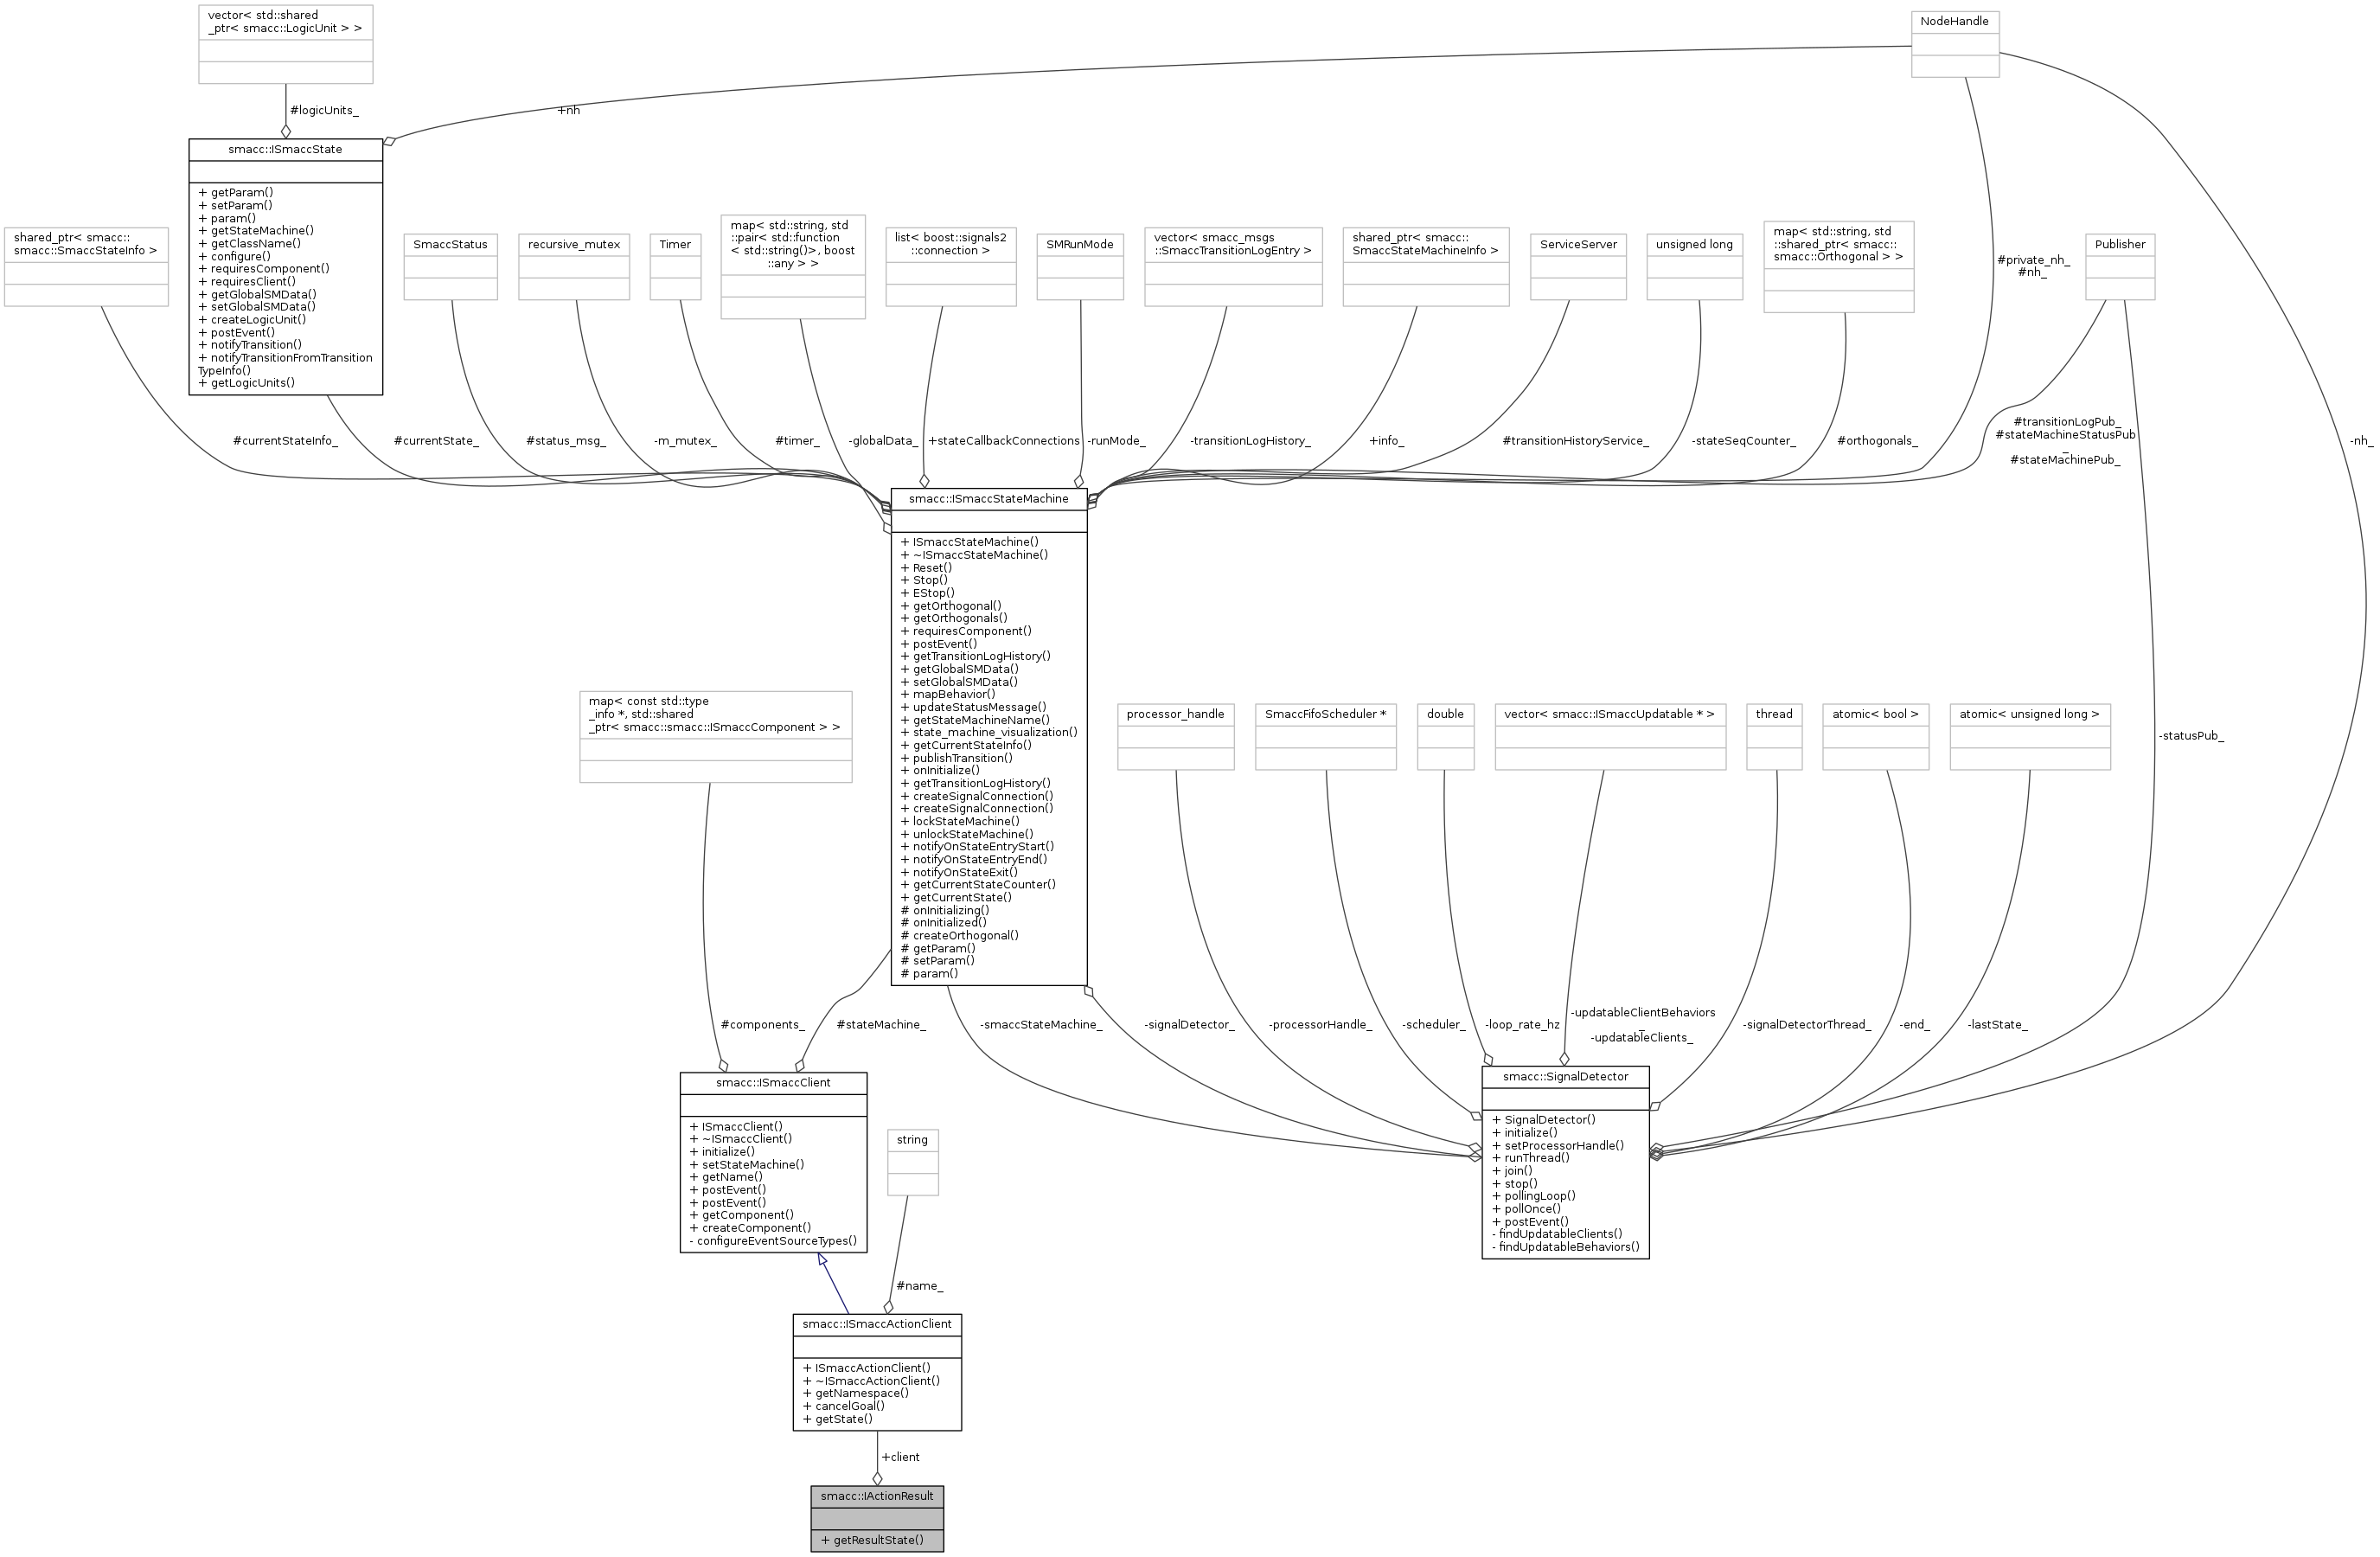 vector< std::shared
_ptr< smacc::LogicUnit > >
NodeHandle
#logicUnits_
+nh
smacc::ISmaccState
+ getParam()
+ setParam()
+ param()
+ getStateMachine()
+ getClassName()
+ configure()
+ requiresComponent()
+ requiresClient()
+ getGlobalSMData()
+ setGlobalSMData()
+ createLogicUnit()
+ postEvent()
+ notifyTransition()
+ notifyTransitionFromTransition
TypeInfo()
+ getLogicUnits()
shared_ptr< smacc::
smacc::SmaccStateInfo >
SmaccStatus
recursive_mutex
Timer
map< std::string, std
::pair< std::function
< std::string()>, boost
::any > >
list< boost::signals2
::connection >
SMRunMode
vector< smacc_msgs
::SmaccTransitionLogEntry >
shared_ptr< smacc::
SmaccStateMachineInfo >
ServiceServer
unsigned long
map< std::string, std
::shared_ptr< smacc::
smacc::Orthogonal > >
#private_nh_
#nh_
Publisher
#currentStateInfo_
#currentState_
#status_msg_
-m_mutex_
#timer_
-globalData_
+stateCallbackConnections
-runMode_
-transitionLogHistory_
+info_
#transitionHistoryService_
-stateSeqCounter_
#orthogonals_
#transitionLogPub_
#stateMachineStatusPub
_
#stateMachinePub_
-nh_
smacc::ISmaccStateMachine
+ ISmaccStateMachine()
+ ~ISmaccStateMachine()
+ Reset()
+ Stop()
+ EStop()
+ getOrthogonal()
+ getOrthogonals()
+ requiresComponent()
+ postEvent()
+ getTransitionLogHistory()
+ getGlobalSMData()
+ setGlobalSMData()
+ mapBehavior()
+ updateStatusMessage()
+ getStateMachineName()
+ state_machine_visualization()
+ getCurrentStateInfo()
+ publishTransition()
+ onInitialize()
+ getTransitionLogHistory()
+ createSignalConnection()
+ createSignalConnection()
+ lockStateMachine()
+ unlockStateMachine()
+ notifyOnStateEntryStart()
+ notifyOnStateEntryEnd()
+ notifyOnStateExit()
+ getCurrentStateCounter()
+ getCurrentState()
# onInitializing()
# onInitialized()
# createOrthogonal()
# getParam()
# setParam()
# param()
map< const std::type
_info *, std::shared
_ptr< smacc::smacc::ISmaccComponent > >
processor_handle
SmaccFifoScheduler *
double
vector< smacc::ISmaccUpdatable * >
thread
atomic< bool >
atomic< unsigned long >
-statusPub_
#components_
#stateMachine_
-smaccStateMachine_
-signalDetector_
-processorHandle_
-scheduler_
-loop_rate_hz
-updatableClientBehaviors
_
-updatableClients_
-signalDetectorThread_
-end_
-lastState_
smacc::ISmaccClient
+ ISmaccClient()
+ ~ISmaccClient()
+ initialize()
+ setStateMachine()
+ getName()
+ postEvent()
+ postEvent()
+ getComponent()
+ createComponent()
- configureEventSourceTypes()
string
smacc::SignalDetector
+ SignalDetector()
+ initialize()
+ setProcessorHandle()
+ runThread()
+ join()
+ stop()
+ pollingLoop()
+ pollOnce()
+ postEvent()
- findUpdatableClients()
- findUpdatableBehaviors()
#name_
smacc::ISmaccActionClient
+ ISmaccActionClient()
+ ~ISmaccActionClient()
+ getNamespace()
+ cancelGoal()
+ getState()
+client
smacc::IActionResult
+ getResultState()